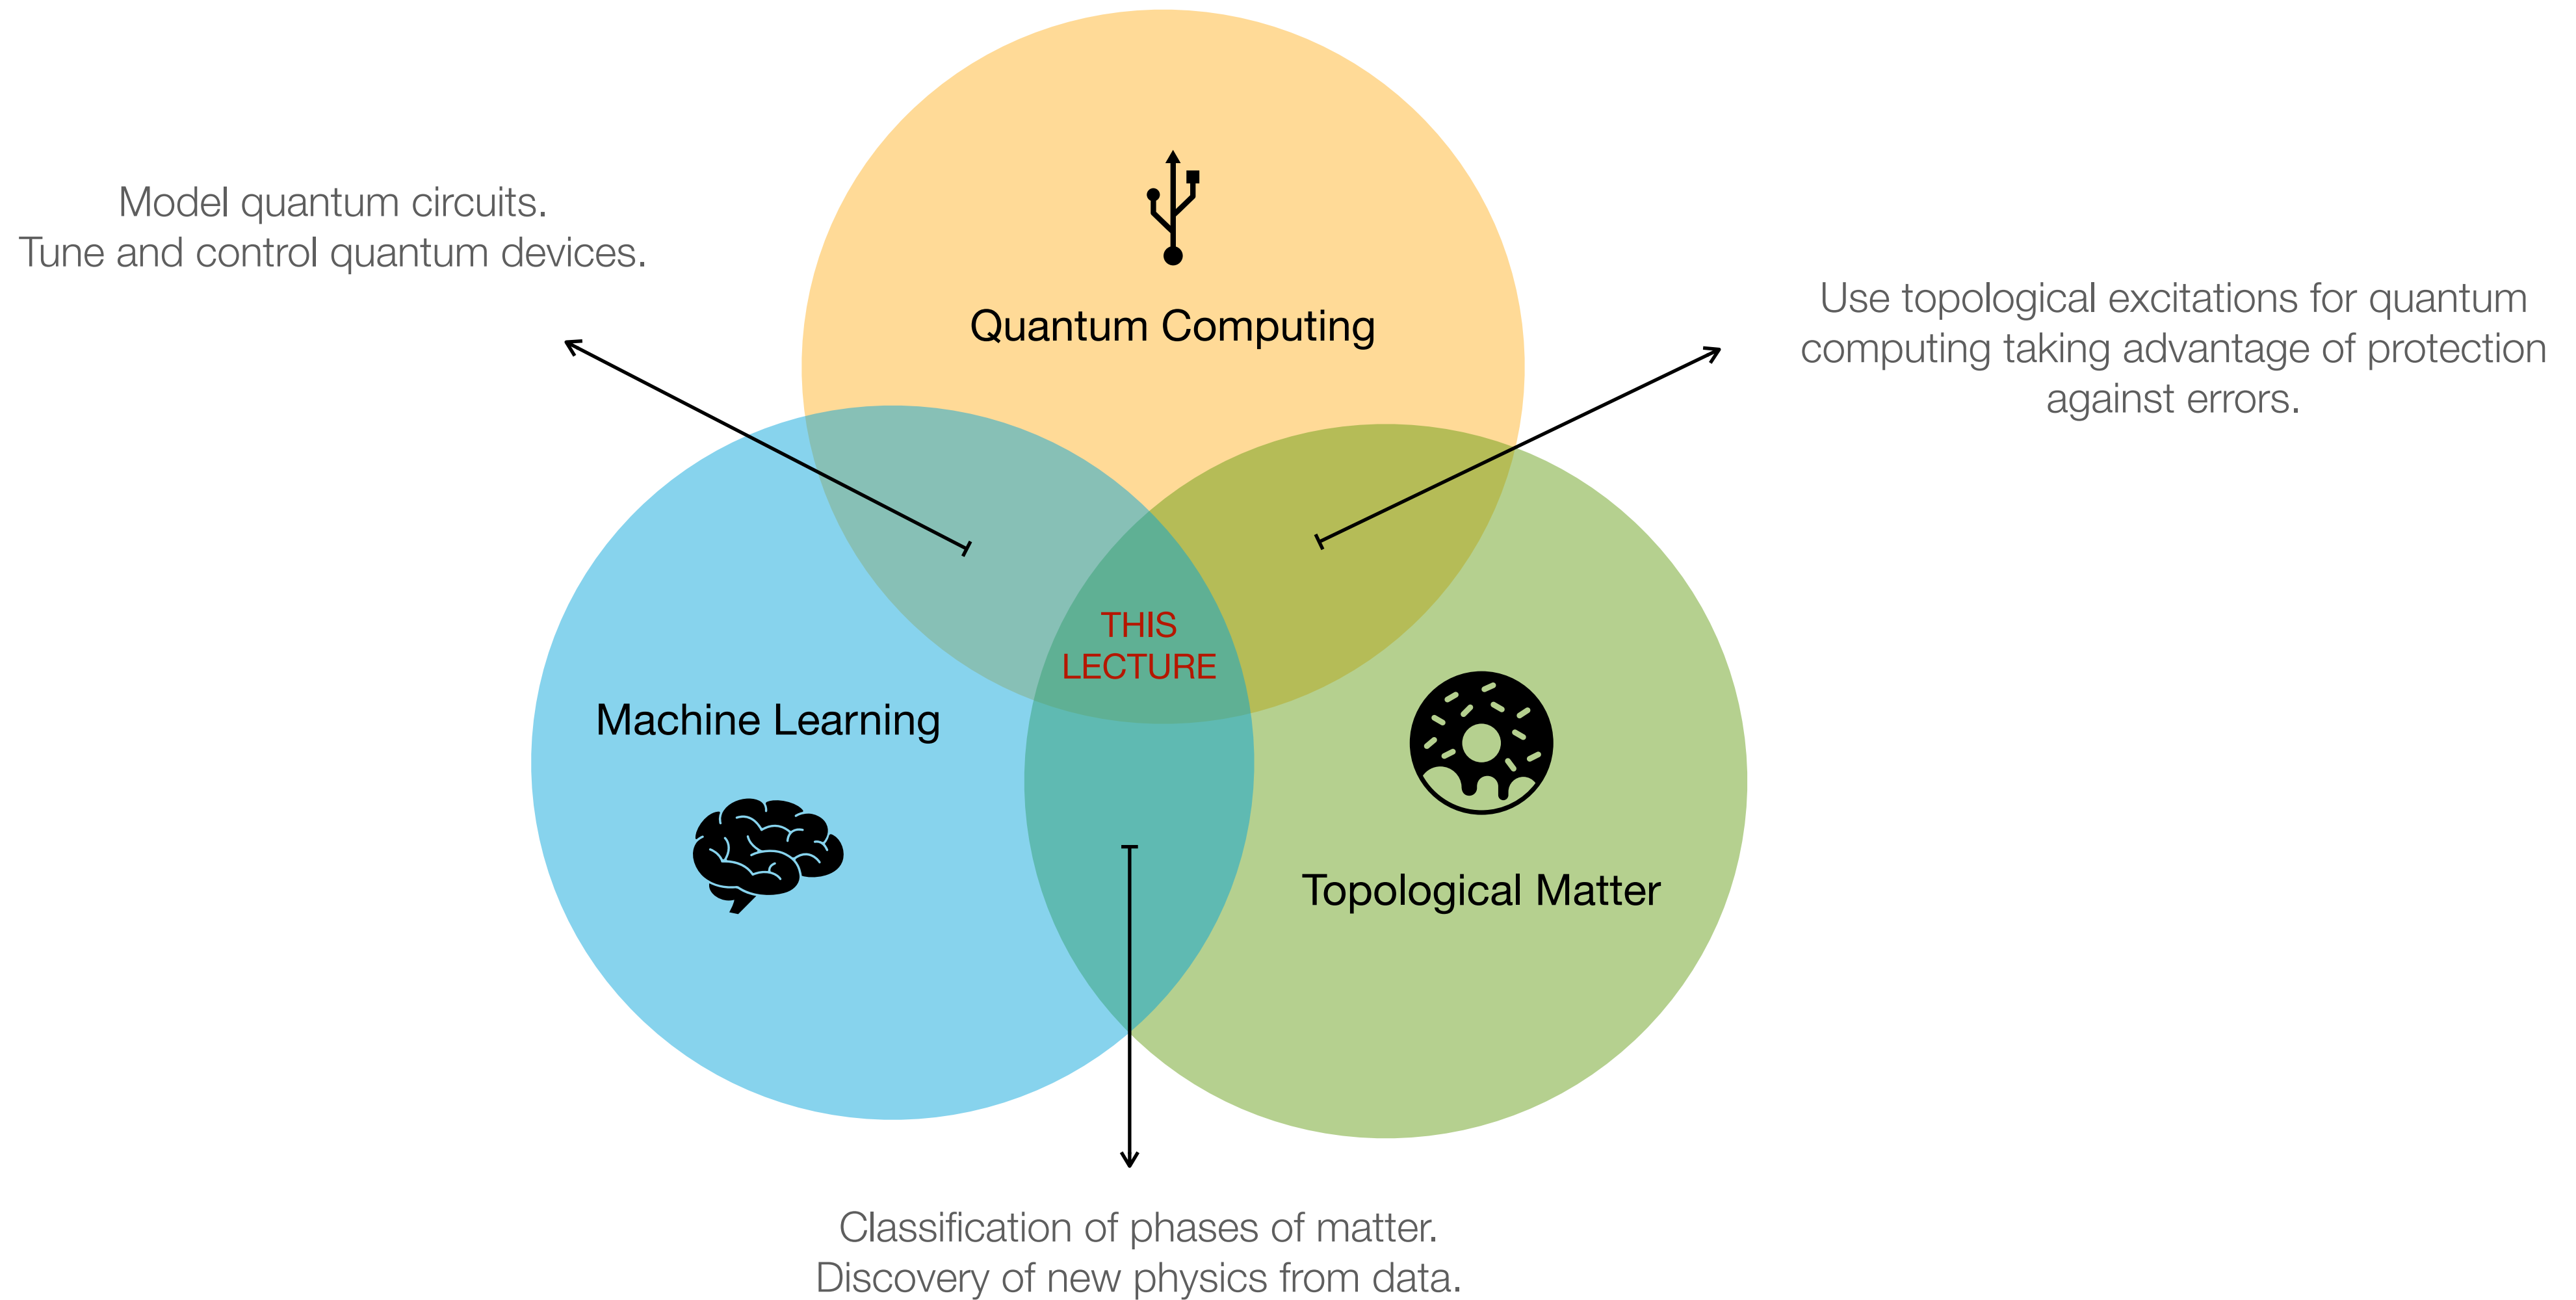 Model quantum circuits.
Tune and control quantum devices.
Quantum Computing
Use topological excitations for quantum
computing taking advantage of protection
against errors.
THIS
LECTURE
Machine Learning
Topological Matter
Classification of phases of matter.
Discovery of new physics from data.